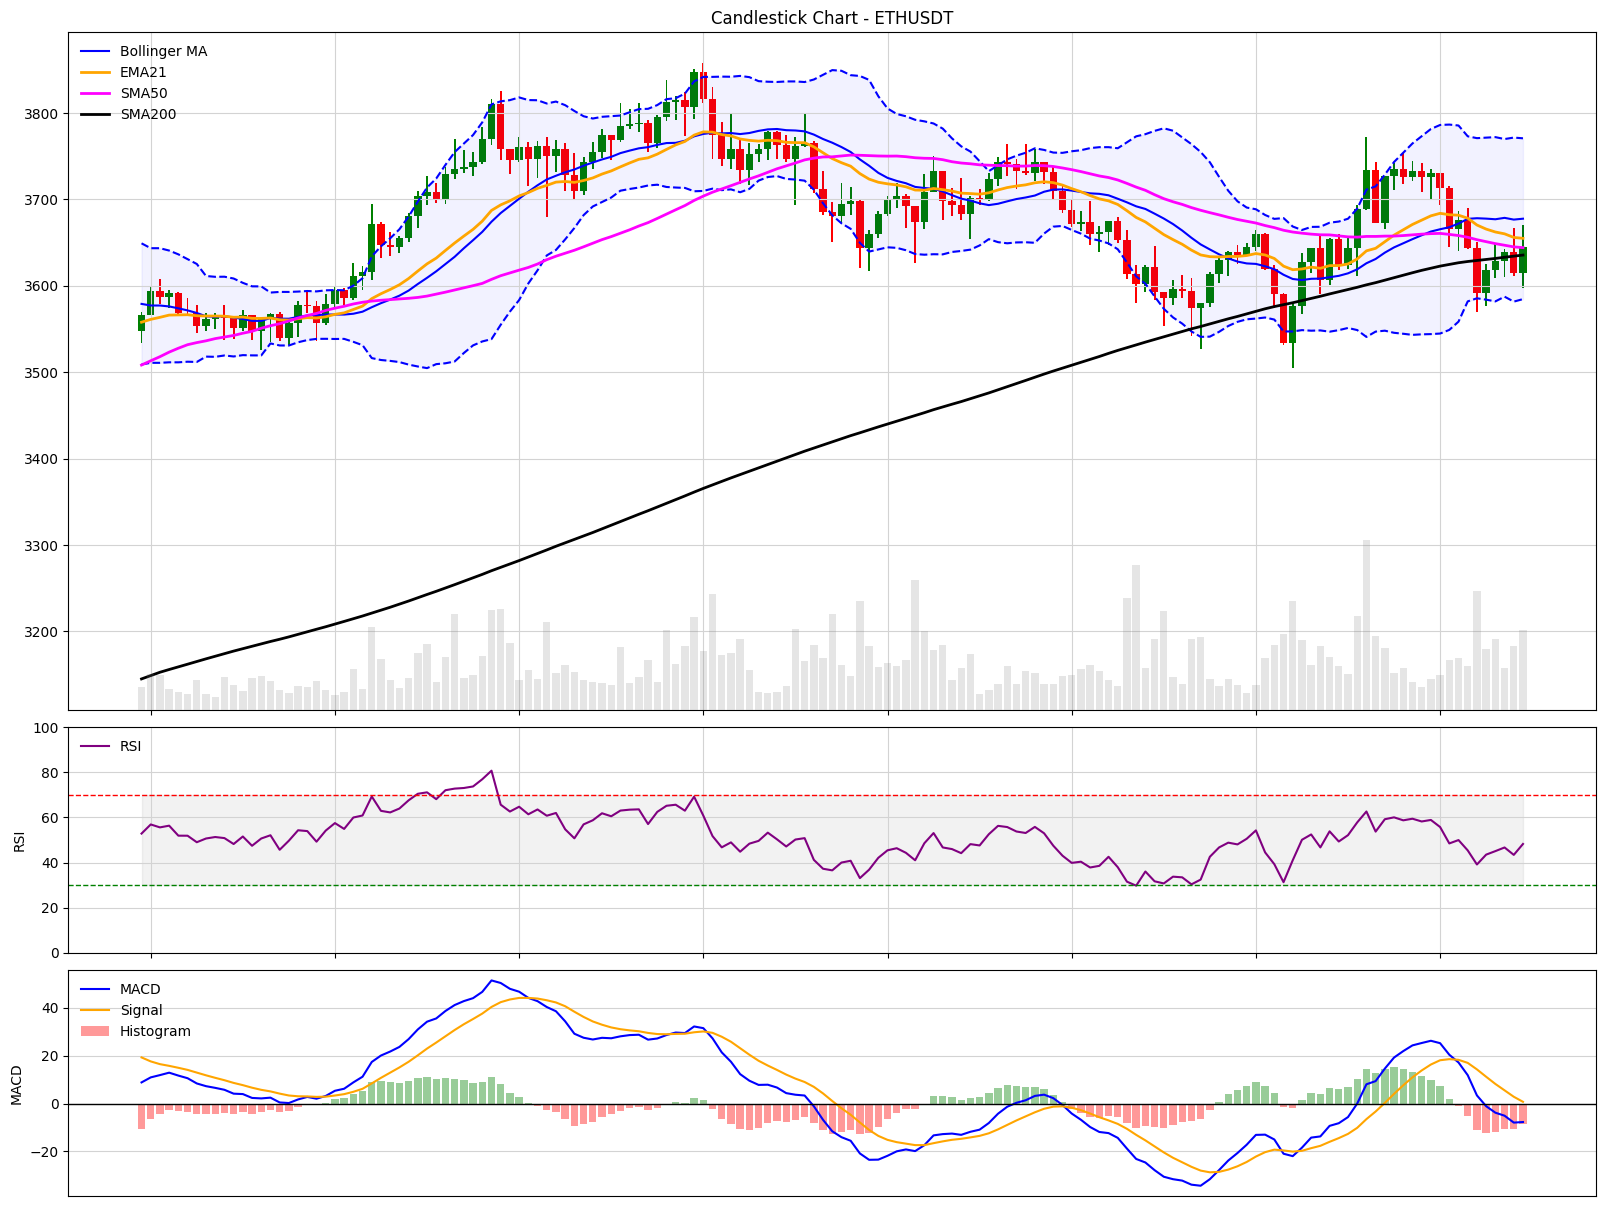 Candlestick Chart - ETHUSDT
Bollinger MA
EMA21
SMA50
SMA200
3800
3700
3600
3500
3400
3300
3200
RSI
100
80
60
40
20
0
RSI
MACD
Signal
Histogram
40
20
0
−20
MACD